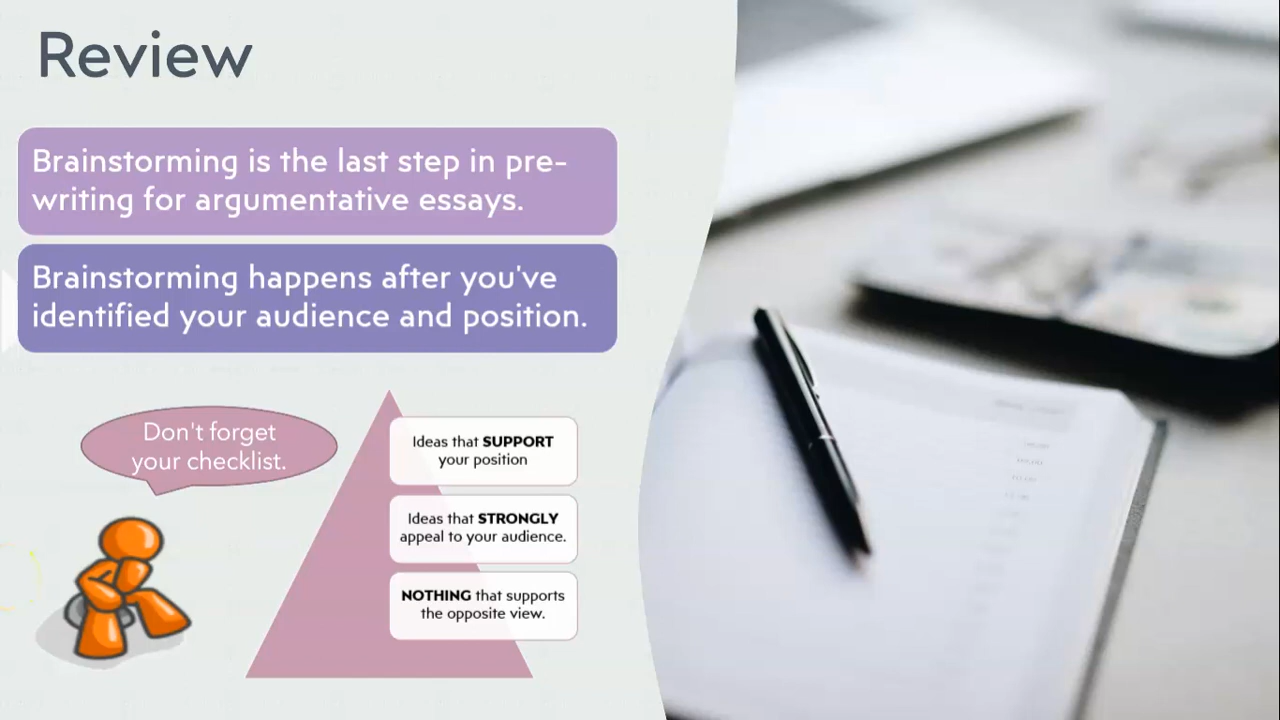 Review
Brainstorming is the last step in pre-
writing for argumentative essays.
Brainstorming happens after you've
identified your audience and position.
Don't forget
your checklist.
Ideas that SUPPORT
your position
Ideas that STRONGLY
appeal to your audience.
NOTHING that supports
the opposite view.